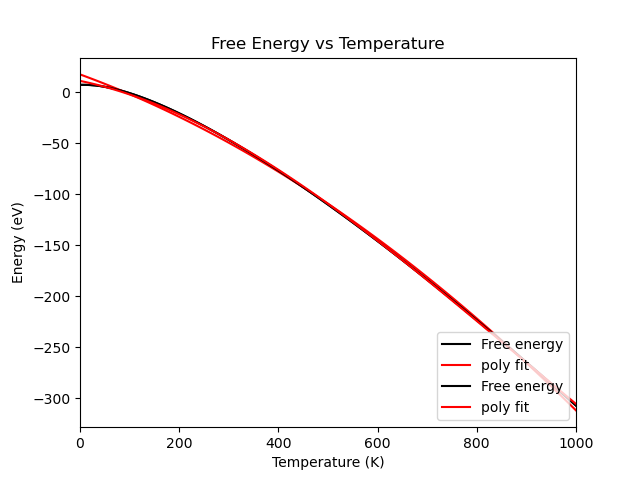 Free Energy vs Temperature
Energy (eV)
0
−50
−100
−150
−200
−250
−300
Free energy
poly fit
Free energy
poly fit
0 200 400 600 800 1000
Temperature (K)